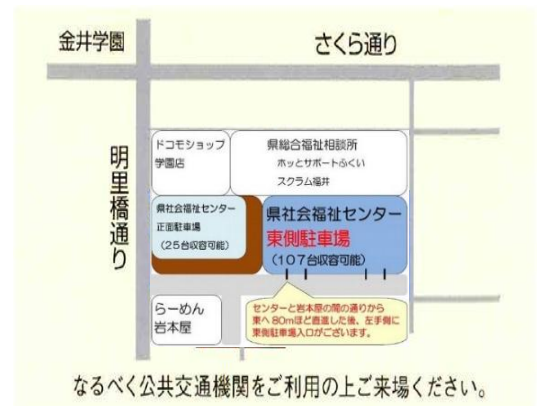 金井学園
さくら通り
明里橋通り
ドコモショップ
学園店
県総合福祉相談所
ホッとサポートふくい
スクラム福井
県社会福祉センター
正面駐車場
(25台収容可能)
県社会福祉センター
東側駐車場
(107台収容可能)
らーめん
岩本屋
センターと岩本屋の間の通りから
東へ80mほど直進した後、左手側に
東側駐車場入口がございます。
なるべく公共交通機関をご利用の上ご来場ください。